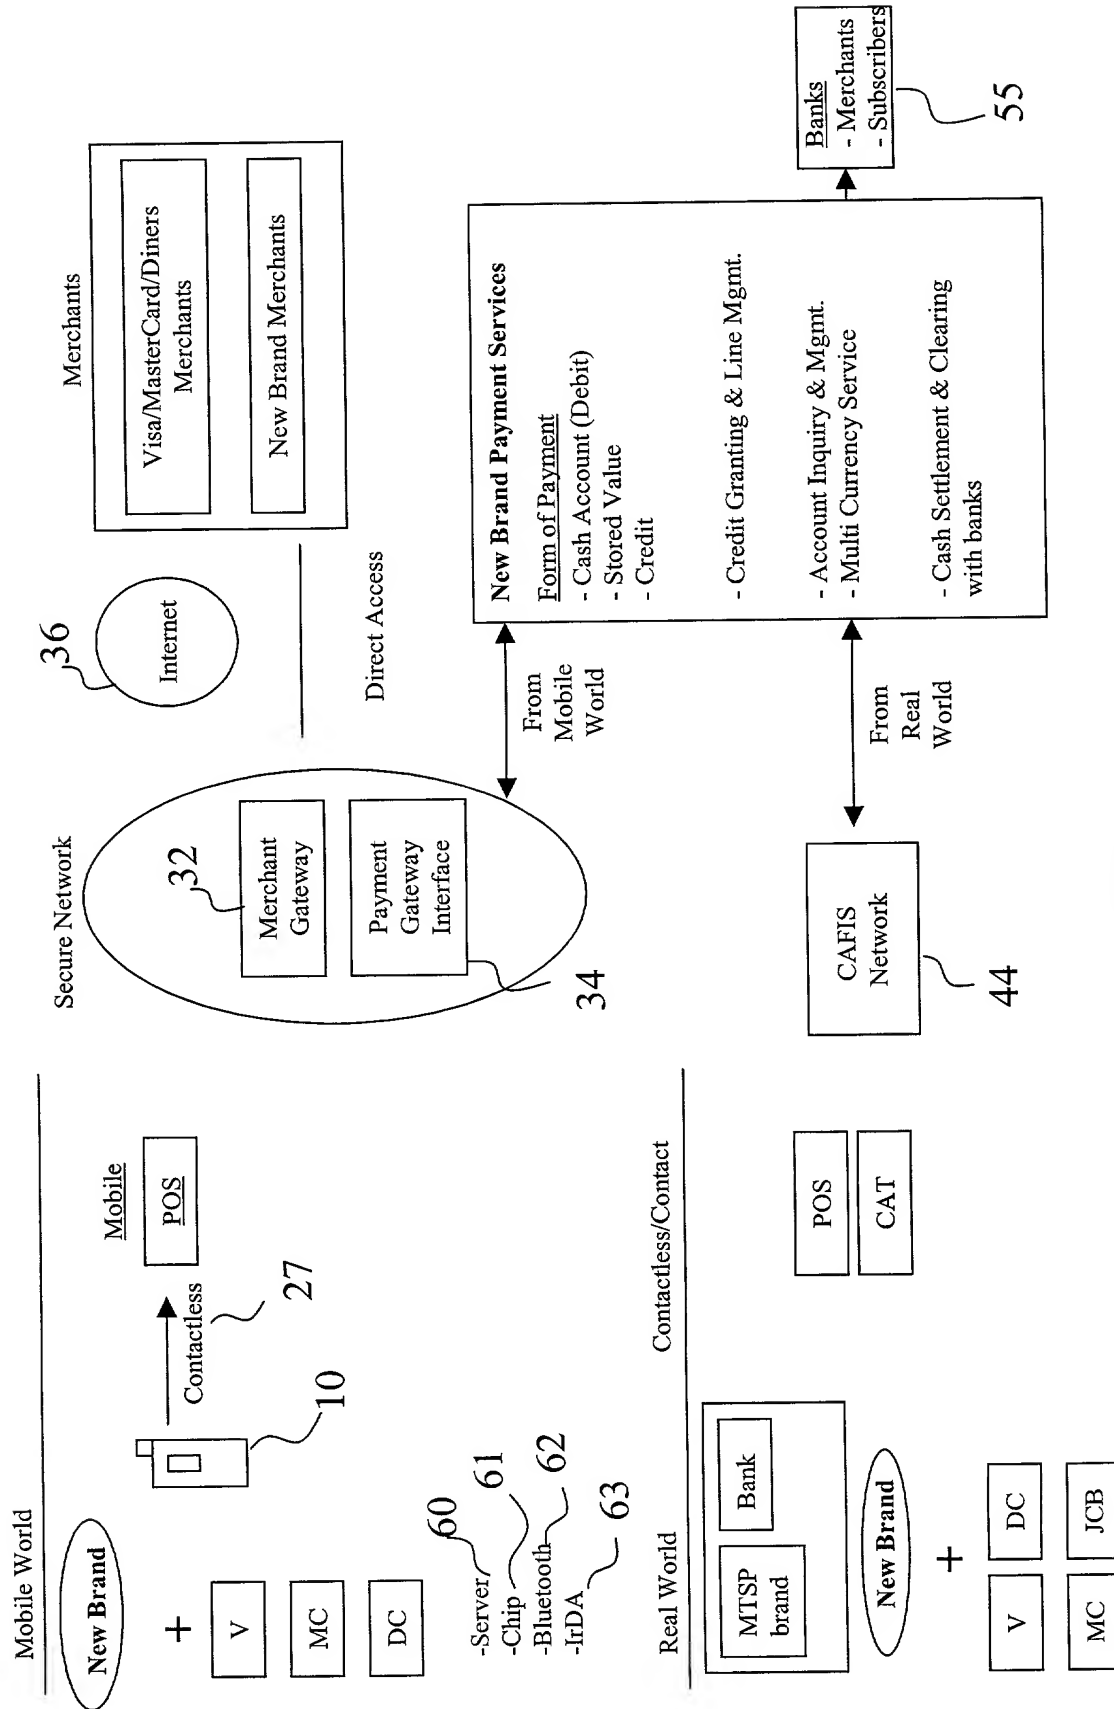 Mobile World
New Brand
+
V
MC
DC
10
Contactless
27
Mobile
POS
-Server
-Chip
-Bluetooth
-IrDA
60
61
62
63
Secure Network
Merchant
Gateway
32
Payment
Gateway
Interface
34
36
Internet
Direct Access
Merchants
Visa/MasterCard/Diners
Merchants
New Brand Merchants
From
Mobile
World
New Brand Payment Services
Form of Payment
- Cash Account (Debit)
- Stored Value
- Credit
- Credit Granting & Line Mgmt.
- Account Inquiry & Mgmt.
- Multi Currency Service
- Cash Settlement & Clearing
with banks
Banks
- Merchants
- Subscribers
55
Real World
Contactless/Contact
MTSP
brand
Bank
New Brand
+
V
DC
MC
JCB
POS
CAT
CAFIS
Network
44
From
Real
World